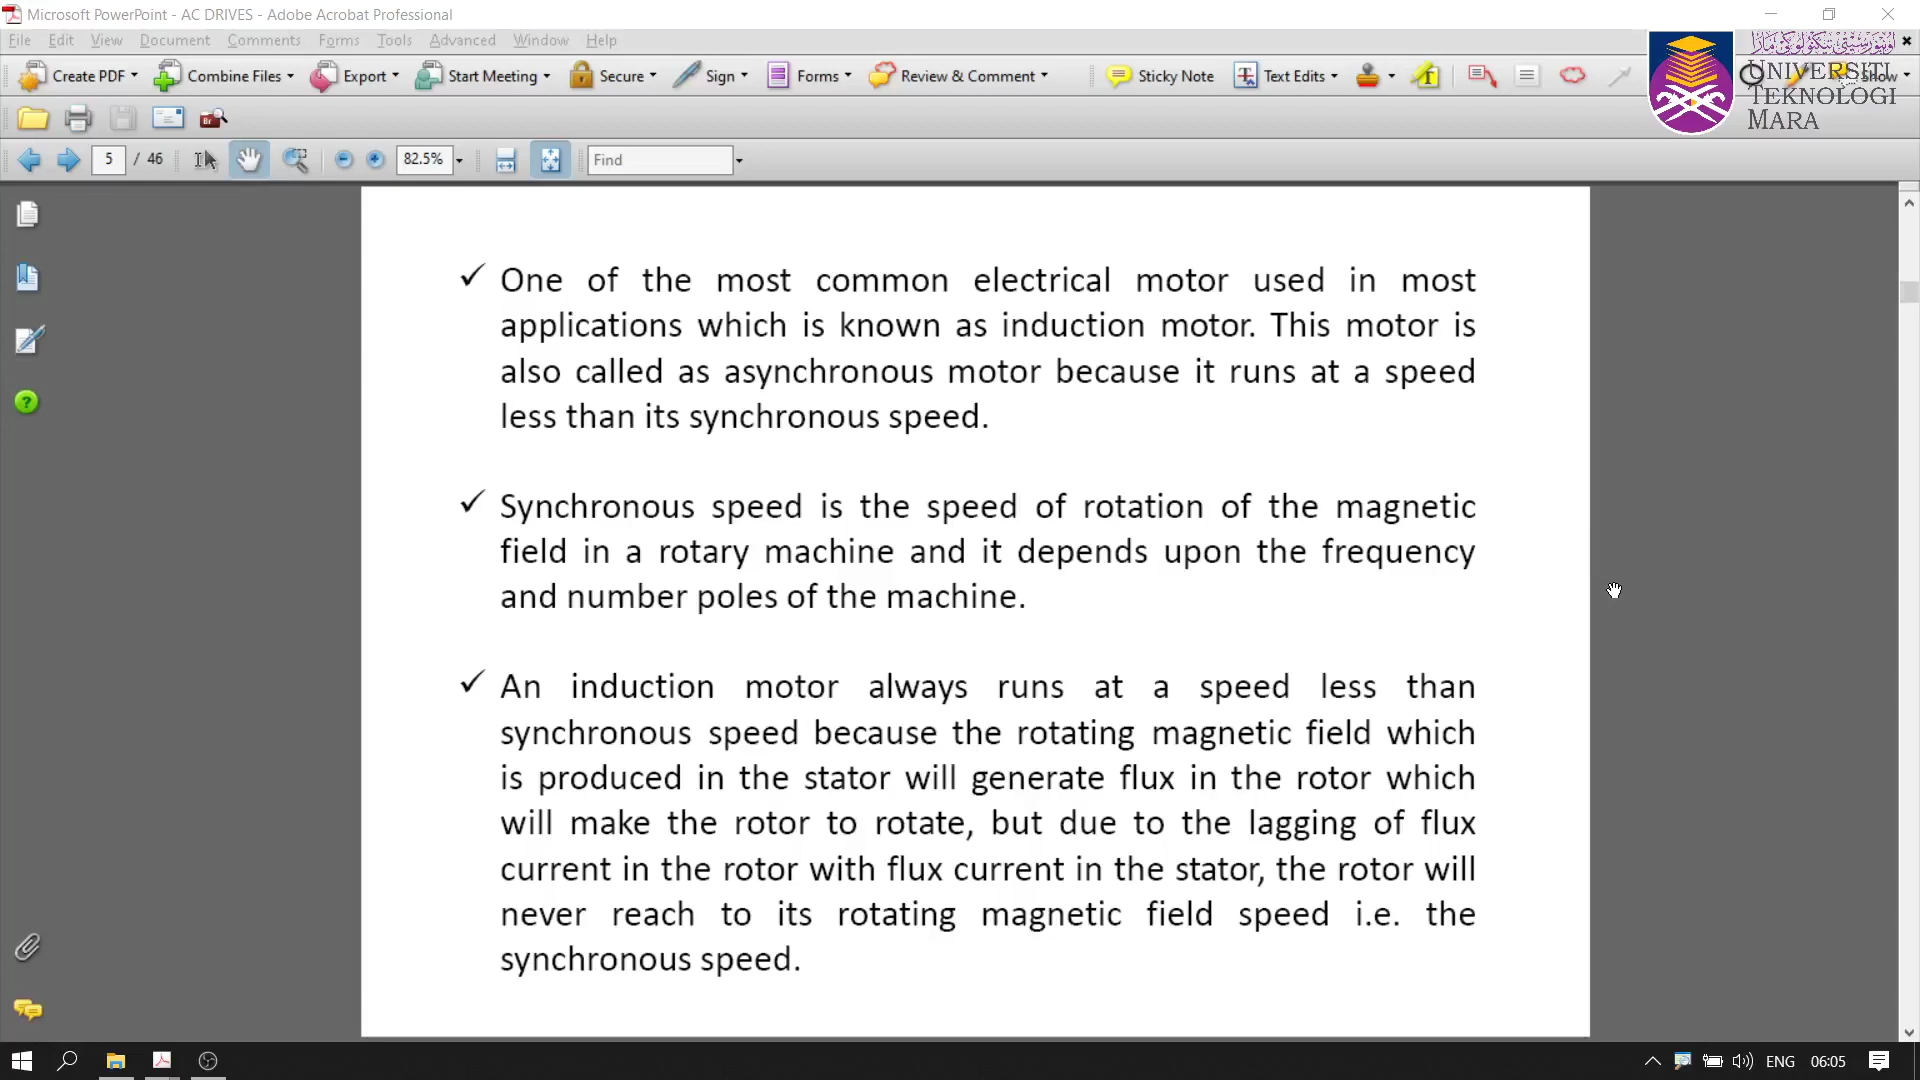 Microsoft PowerPoint - AC DRIVES - Adobe Acrobat Professional
File Edit View Document Comments Forms Tools Advanced Window Help
Create PDF Combine Files Export Start Meeting Secure Sign Forms Review & Comment Sticky Note Text Edits Show
UNIVERSITI
TEKNOLOGI
MARA
5 / 46 82.5% Find
✓ One of the most common electrical motor used in most
applications which is known as induction motor. This motor is
also called as asynchronous motor because it runs at a speed
less than its synchronous speed.
✓ Synchronous speed is the speed of rotation of the magnetic
field in a rotary machine and it depends upon the frequency
and number poles of the machine.
✓ An induction motor always runs at a speed less than
synchronous speed because the rotating magnetic field which
is produced in the stator will generate flux in the rotor which
will make the rotor to rotate, but due to the lagging of flux
current in the rotor with flux current in the stator, the rotor will
never reach to its rotating magnetic field speed i.e. the
synchronous speed.
ENG 06:05